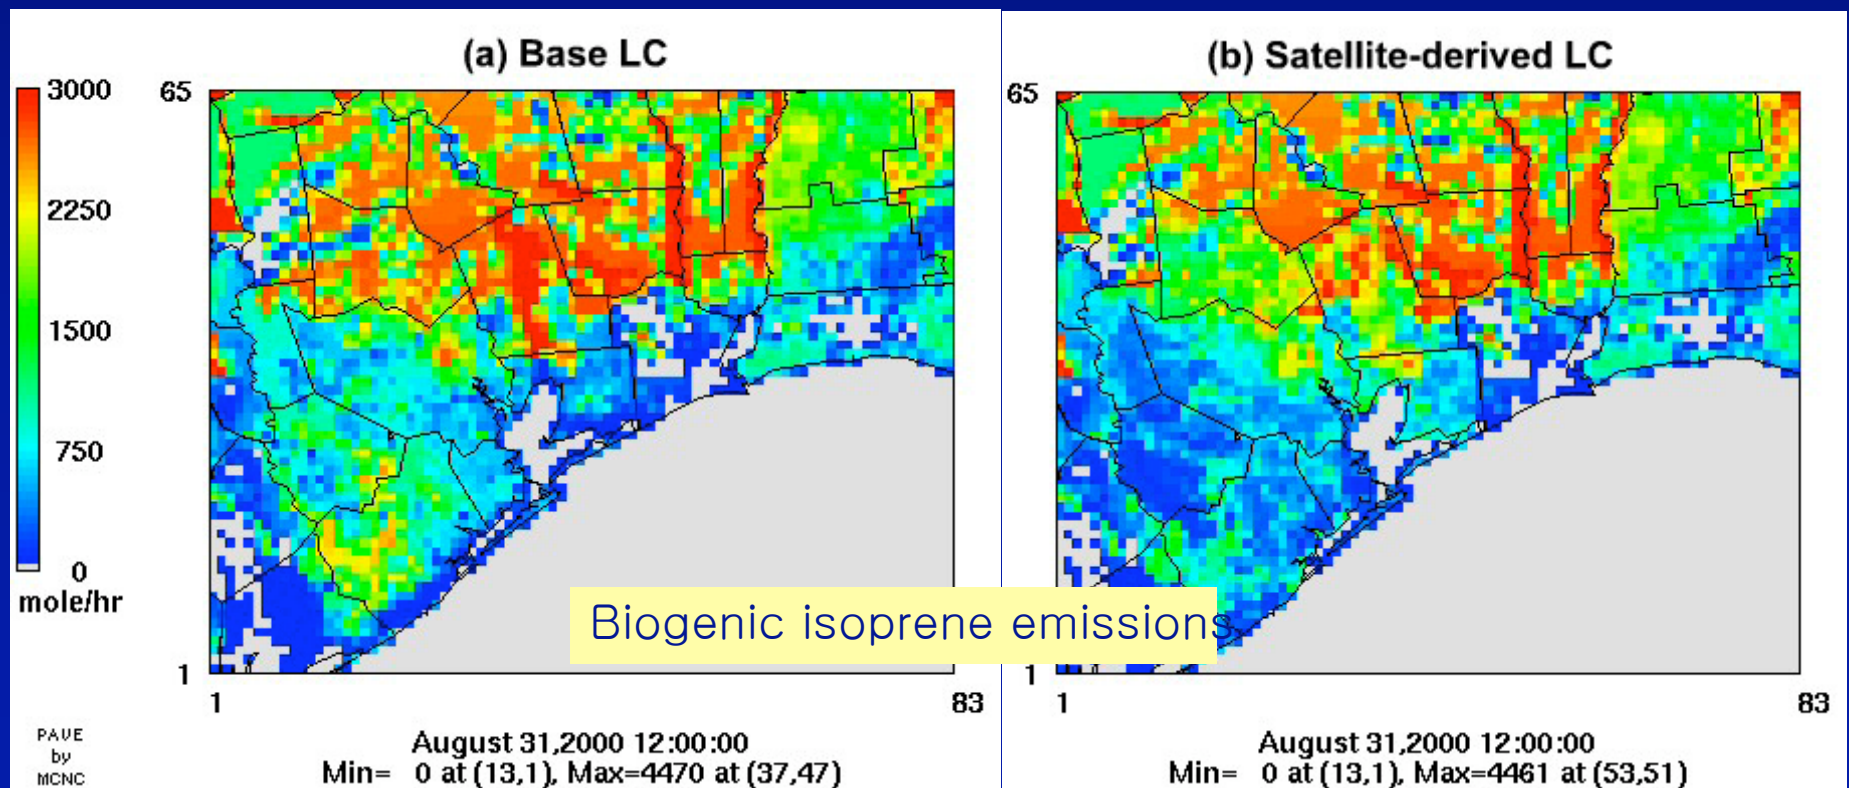 (a) Base LC
3000
2250
1500
750
0
mole/hr
65
1
1
83
August 31,2000 12:00:00
Min= 0 at (13,1), Max=4470 at (37,47)
PAVE
by
MCNC
(b) Satellite-derived LC
65
1
1
83
August 31,2000 12:00:00
Min= 0 at (13,1), Max=4461 at (53,51)
Biogenic isoprene emissions